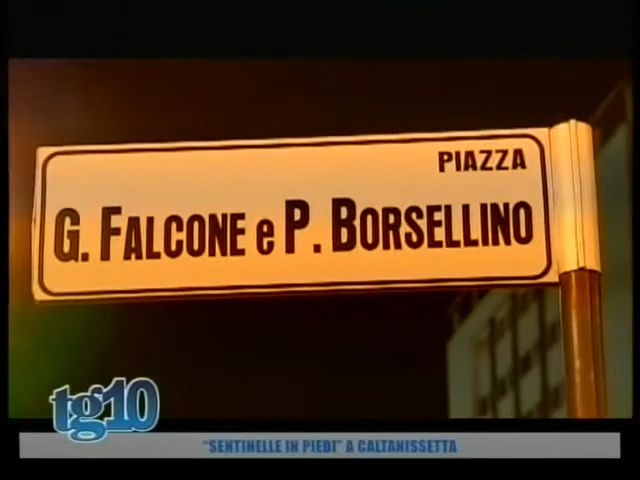 PIAZZA
G. FALCONE e P. BORSELLINO
tg10
"SENTINELLE IN PIEDI" A CALTANISSETTA